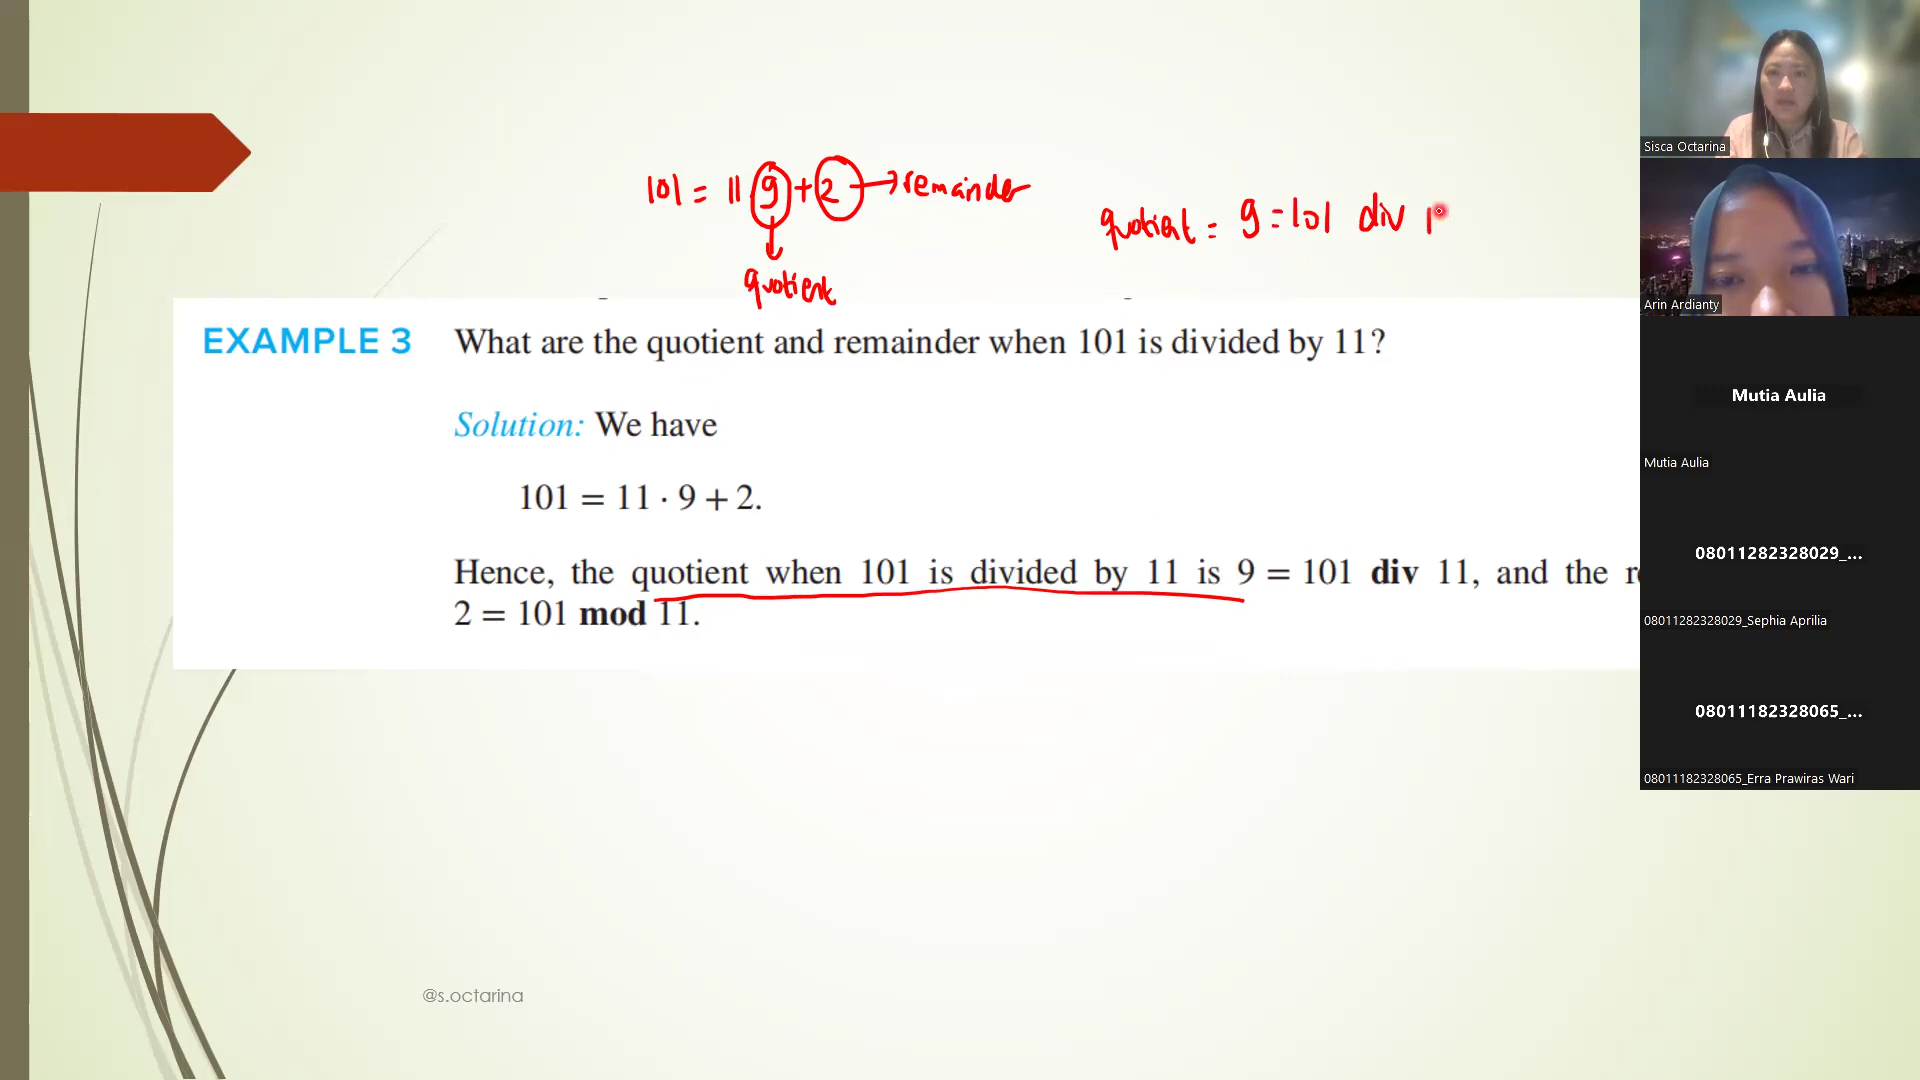 101 = 11 9 + 2 → remainder
quotient
quotient = 9 = 101 div 1
EXAMPLE 3 What are the quotient and remainder when 101 is divided by 11?
Solution: We have
101 = 11 · 9 + 2.
Hence, the quotient when 101 is divided by 11 is 9 = 101 div 11, and the
2 = 101 mod 11.
@s.octarina
Sisca Octarina
Arin Ardianty
Mutia Aulia
Mutia Aulia
08011282328029_...
08011282328029_Sephia Aprilia
08011182328065_...
08011182328065_Erra Prawiras Wari